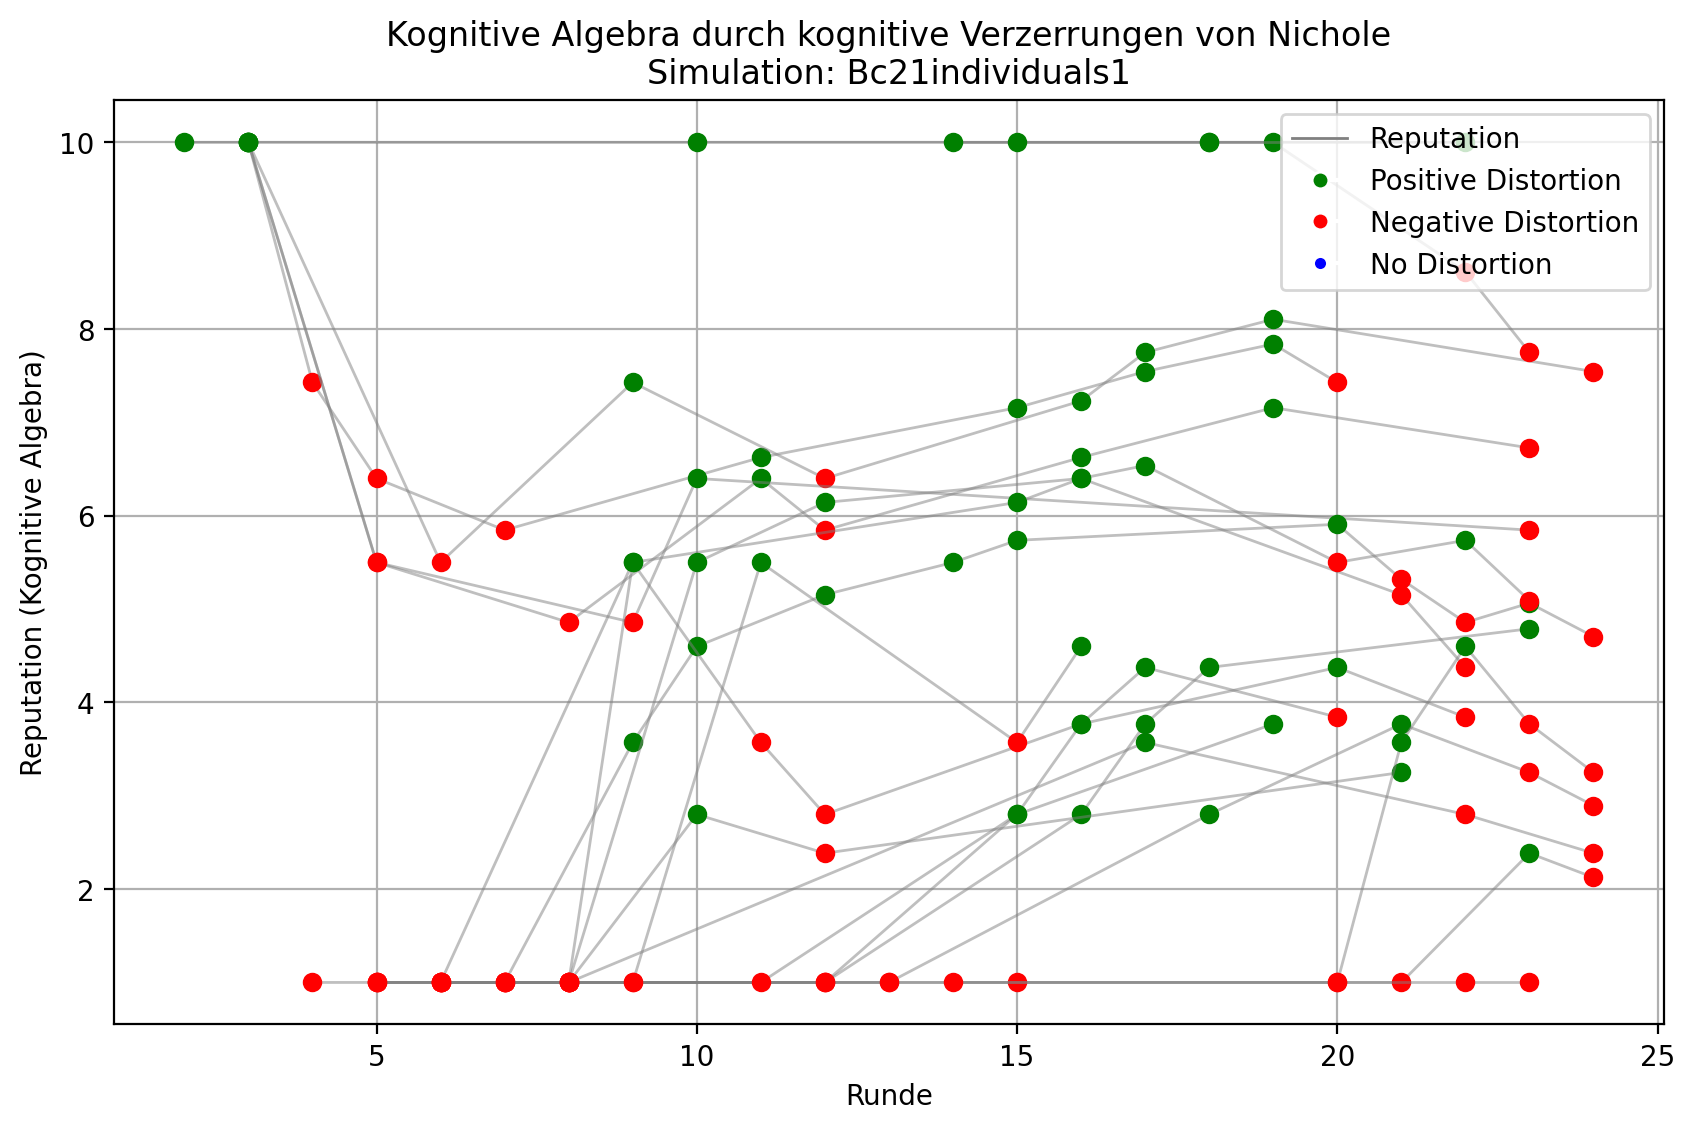 Kognitive Algebra durch kognitive Verzerrungen von Nichole
Simulation: Bc21individuals1
Reputation
Positive Distortion
Negative Distortion
No Distortion
Reputation (Kognitive Algebra)
10
8
6
4
2
5
10
15
20
25
Runde